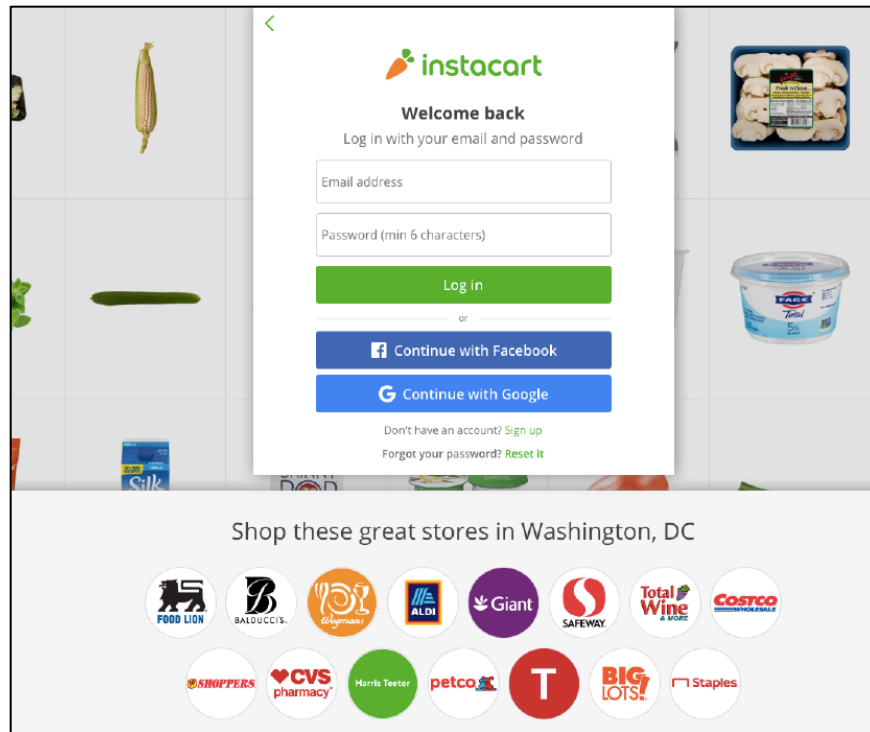 instacart
Welcome back
Log in with your email and password
Email address
Password (min 6 characters)
Log in
or
Continue with Facebook
Continue with Google
Don't have an account? Sign up
Forgot your password? Reset it
FAGE
Total
5%
Silk
Shop these great stores in Washington, DC
FOOD LION
B
BALDUCCI'S.
Wegmans
ALDI
Giant
SAFEWAY
Total Wine & MORE
COSTCO WHOLESALE
SHOPPERS
CVS pharmacy
Harris Teeter
petco
T
BIG LOTS!
Staples